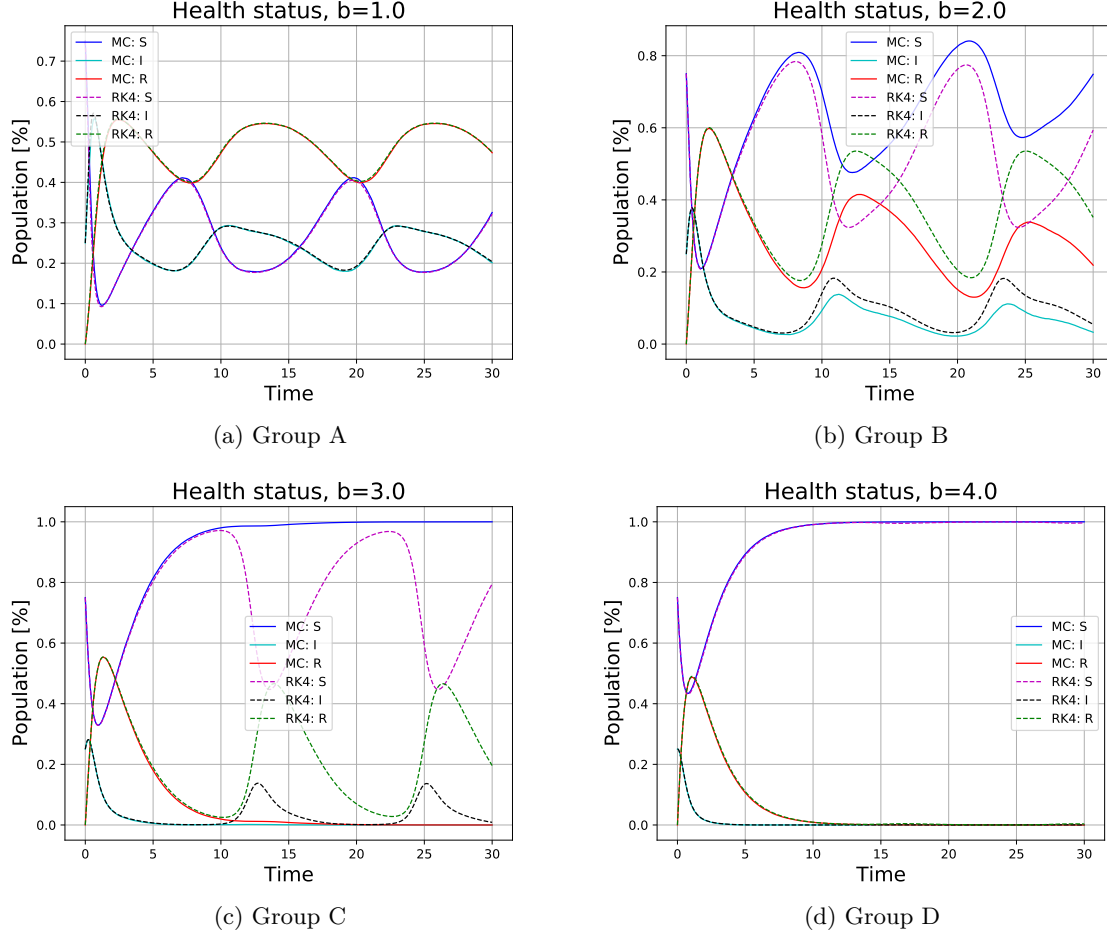 Health status, b=1.0
Population [%]
0.7
0.6
0.5
0.4
0.3
0.2
0.1
0.0
MC: S
MC: I
MC: R
RK4: S
RK4: I
RK4: R
0 5 10 15 20 25 30
Time
(a) Group A
Health status, b=2.0
Population [%]
0.8
0.6
0.4
0.2
0.0
MC: S
MC: I
MC: R
RK4: S
RK4: I
RK4: R
0 5 10 15 20 25 30
Time
(b) Group B
Health status, b=3.0
Population [%]
1.0
0.8
0.6
0.4
0.2
0.0
MC: S
MC: I
MC: R
RK4: S
RK4: I
RK4: R
0 5 10 15 20 25 30
Time
(c) Group C
Health status, b=4.0
Population [%]
1.0
0.8
0.6
0.4
0.2
0.0
MC: S
MC: I
MC: R
RK4: S
RK4: I
RK4: R
0 5 10 15 20 25 30
Time
(d) Group D